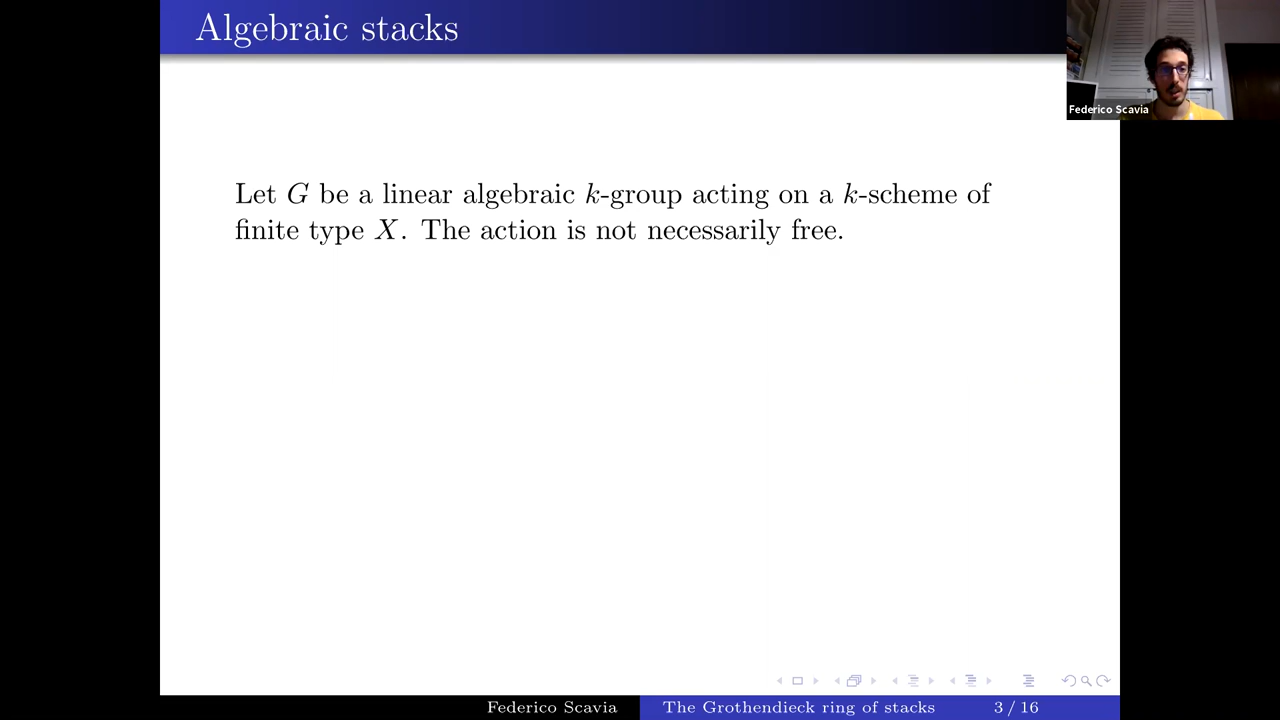 Algebraic stacks
Federico Scavia
Let G be a linear algebraic k-group acting on a k-scheme of
finite type X. The action is not necessarily free.
Federico Scavia
The Grothendieck ring of stacks
3 / 16